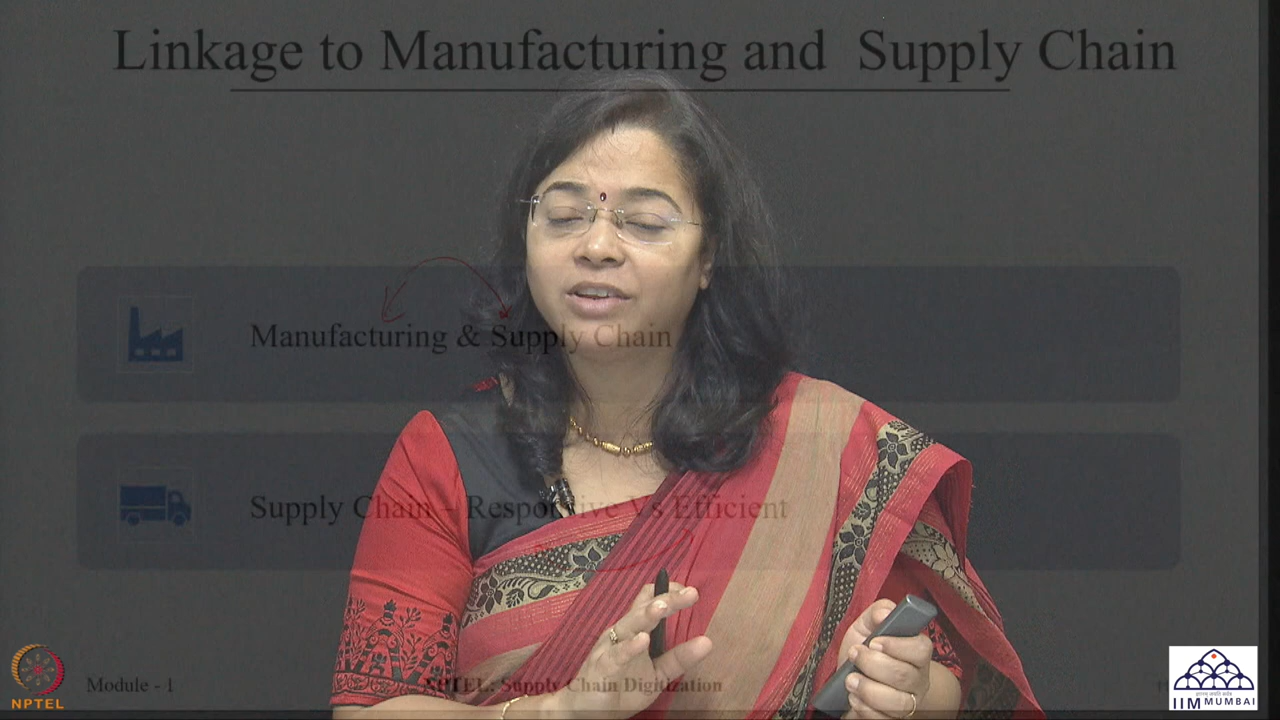 Linkage to Manufacturing and Supply Chain
Manufacturing & Supply Chain
Supply Chain - Responsive Vs Efficient
Module - 1
NPTEL: Supply Chain Digitization
NPTEL
IIM MUMBAI